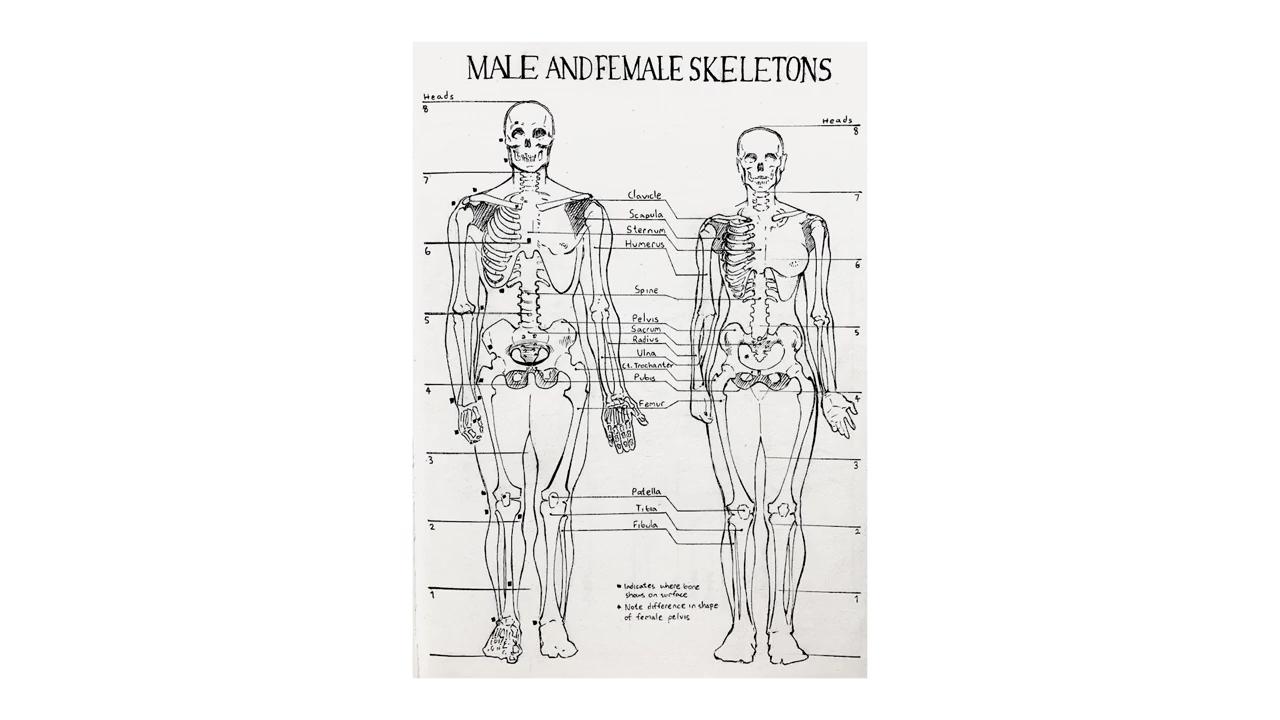 MALE AND FEMALE SKELETONS
Heads
8
7
6
5
4
3
2
1
Clavicle
Scapula
Sternum
Humerus
Spine
Pelvis
Sacrum
Radius
Ulna
Gt. Trochanter
Pubis
Femur
Patella
Tibia
Fibula
Heads
8
7
6
5
4
3
2
1
Indicates where bone
shows on surface
Note difference in shape
of female pelvis